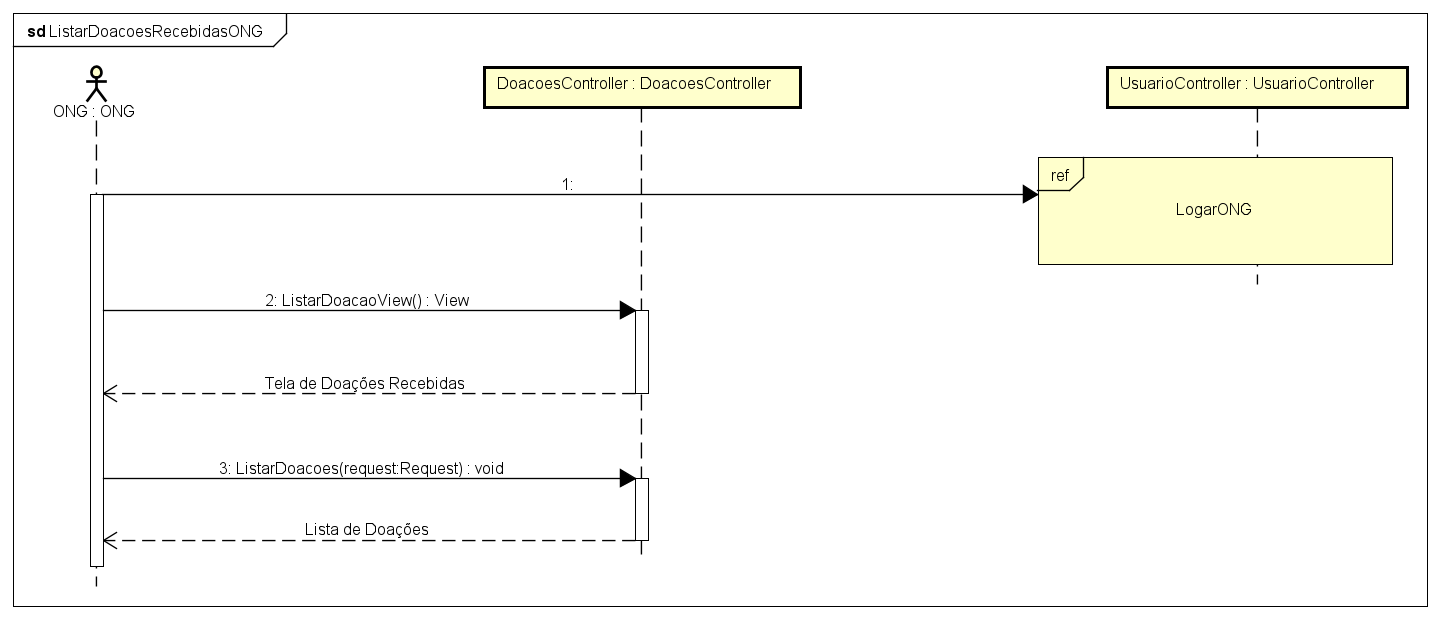 sd ListarDoacoesRecebidasONG
ONG : ONG
DoacoesController : DoacoesController
UsuarioController : UsuarioController
1:
ref
LogarONG
2: ListarDoacaoView() : View
Tela de Doações Recebidas
3: ListarDoacoes(request:Request) : void
Lista de Doações